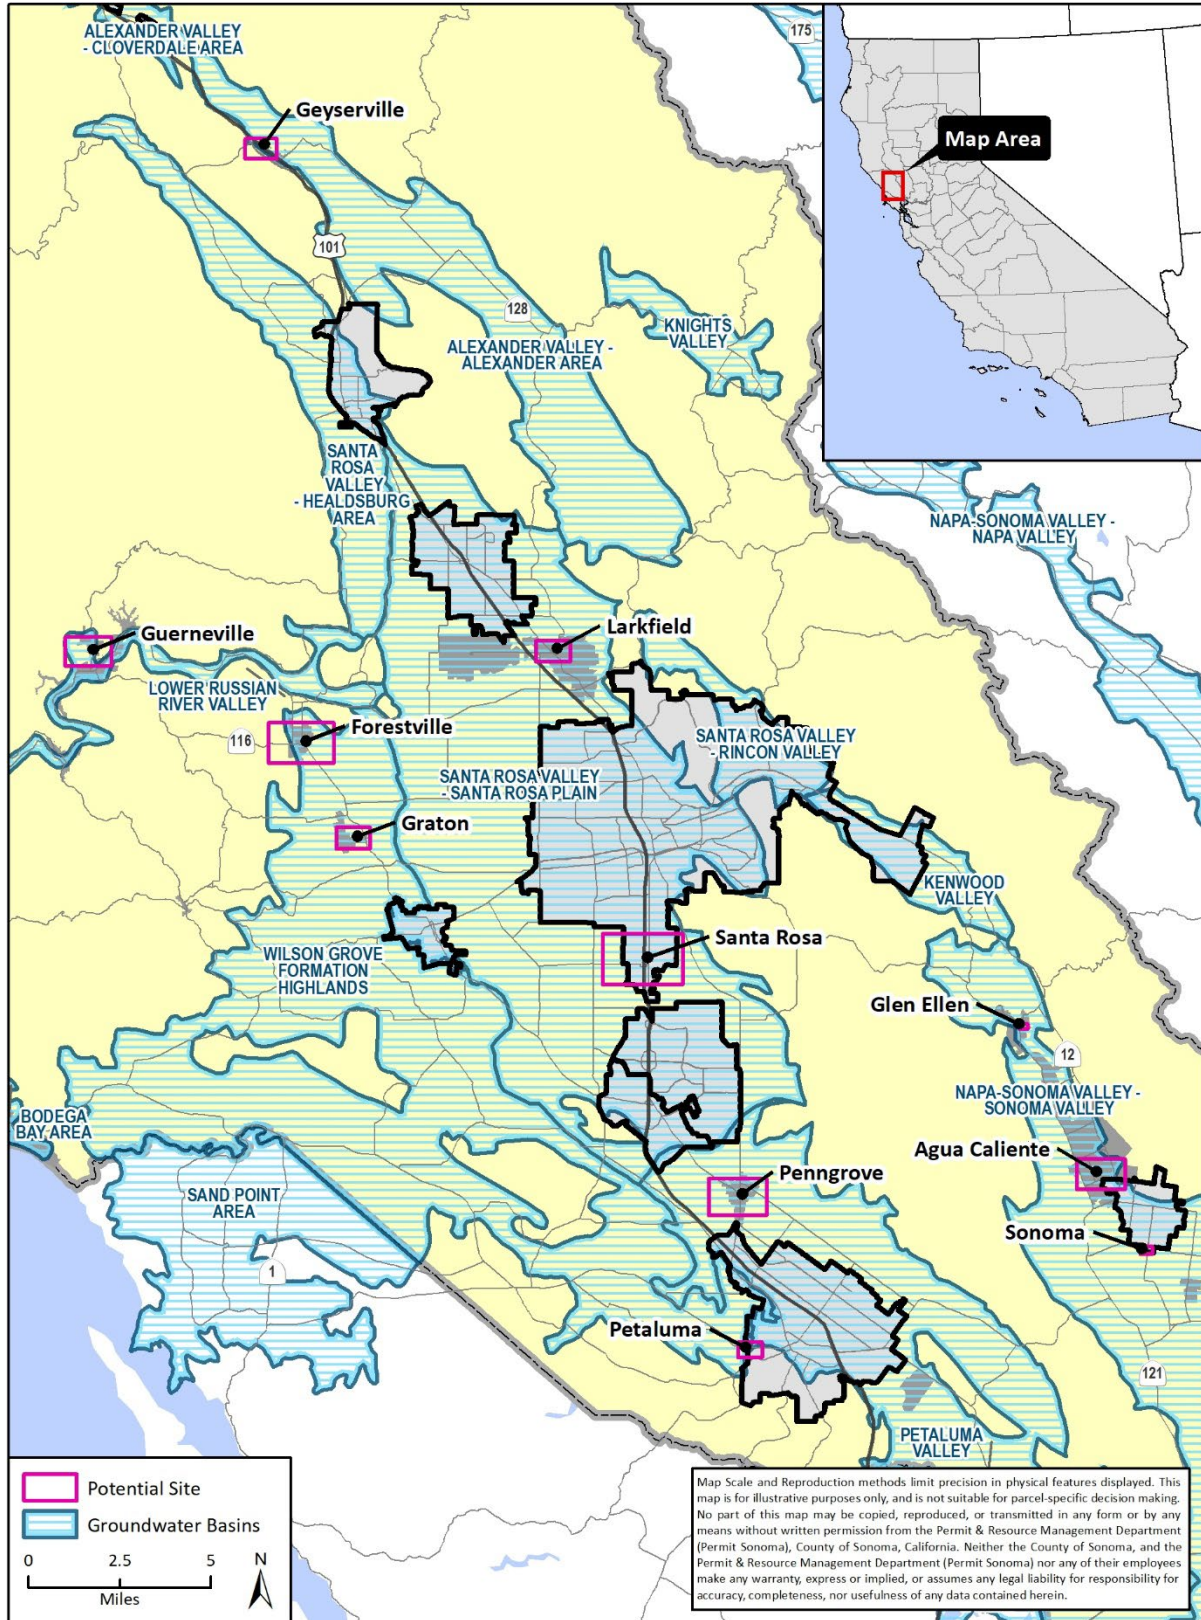 ALEXANDER VALLEY
- CLOVERDALE AREA
175
Geyserville
Map Area
101
128
KNIGHTS
VALLEY
ALEXANDER VALLEY -
ALEXANDER AREA
SANTA
ROSA
VALLEY
- HEALDSBURG
AREA
NAPA-SONOMA VALLEY -
NAPA VALLEY
Guerneville
Larkfield
LOWER RUSSIAN
RIVER VALLEY
Forestville
116
SANTA ROSA VALLEY
- RINCON VALLEY
SANTA ROSA VALLEY
- SANTA ROSA PLAIN
Graton
KENWOOD
VALLEY
Santa Rosa
WILSON GROVE
FORMATION
HIGHLANDS
Glen Ellen
12
NAPA-SONOMA VALLEY -
SONOMA VALLEY
BODEGA
BAY AREA
Agua Caliente
Penngrove
SAND POINT
AREA
Sonoma
1
Petaluma
121
PETALUMA
VALLEY
Potential Site
Groundwater Basins
0 2.5 5
Miles
N
Map Scale and Reproduction methods limit precision in physical features displayed. This
map is for illustrative purposes only, and is not suitable for parcel-specific decision making.
No part of this map may be copied, reproduced, or transmitted in any form or by any
means without written permission from the Permit & Resource Management Department
(Permit Sonoma), County of Sonoma, California. Neither the County of Sonoma, and the
Permit & Resource Management Department (Permit Sonoma) nor any of their employees
make any warranty, express or implied, or assumes any legal liability for responsibility for
accuracy, completeness, nor usefulness of any data contained herein.